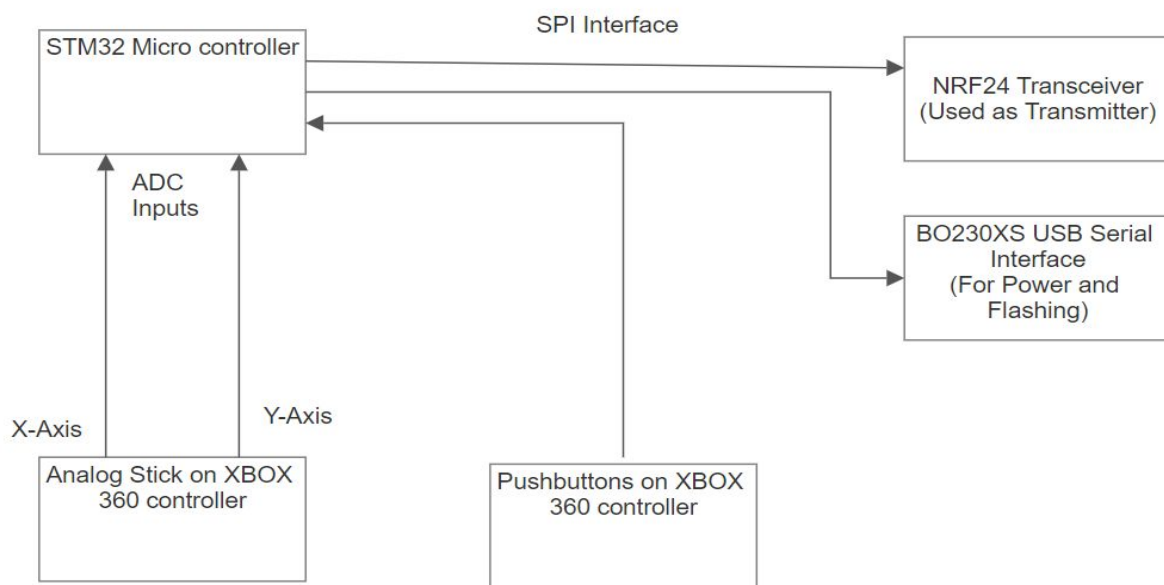 SPI Interface
STM32 Micro controller
NRF24 Transceiver
(Used as Transmitter)
ADC
Inputs
BO230XS USB Serial
Interface
(For Power and
Flashing)
X-Axis
Y-Axis
Analog Stick on XBOX
360 controller
Pushbuttons on XBOX
360 controller